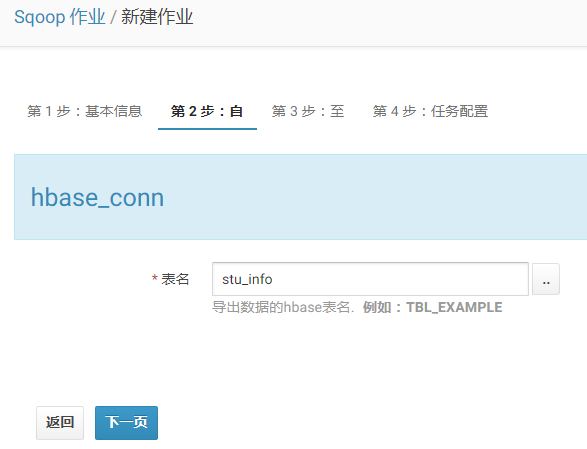 Sqoop 作业 / 新建作业
第 1 步：基本信息 第 2 步：自 第 3 步：至 第 4 步：任务配置
hbase_conn
* 表名 stu_info ..
导出数据的hbase表名. 例如：TBL_EXAMPLE
返回 下一页